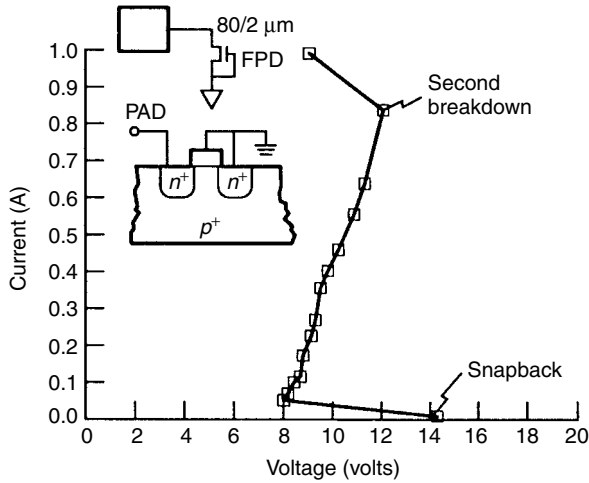 80/2 μm
FPD
PAD
n+ n+
p+
Second
breakdown
Snapback
Current (A)
1.0
0.9
0.8
0.7
0.6
0.5
0.4
0.3
0.2
0.1
0.0
0 2 4 6 8 10 12 14 16 18 20
Voltage (volts)